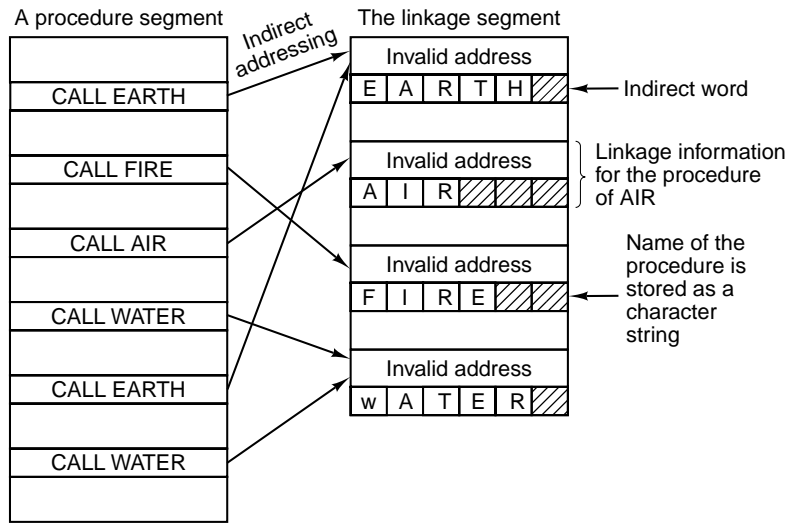 A procedure segment
CALL EARTH
CALL FIRE
CALL AIR
CALL WATER
CALL EARTH
CALL WATER
Indirect
addressing
The linkage segment
Invalid address
E A R T H
Indirect word
Invalid address
A I R
Linkage information
for the procedure
of AIR
Invalid address
F I R E
Name of the
procedure is
stored as a
character
string
Invalid address
w A T E R